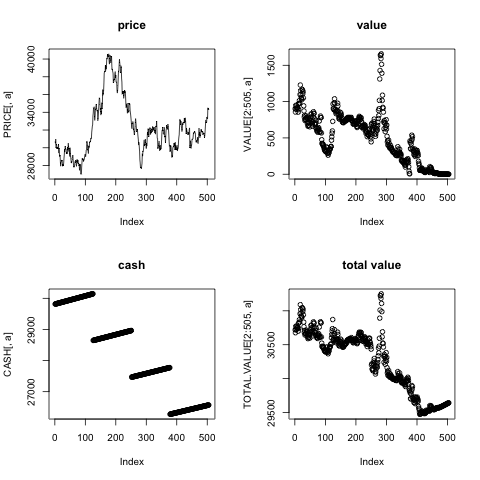 price
PRICE[, a]
28000 34000 40000
0 100 200 300 400 500
Index
value
VALUE[2:505, a]
0 500 1000 1500
0 100 200 300 400 500
Index
cash
CASH[, a]
27000 29000
0 100 200 300 400 500
Index
total value
TOTAL.VALUE[2:505, a]
29500 30500
0 100 200 300 400 500
Index